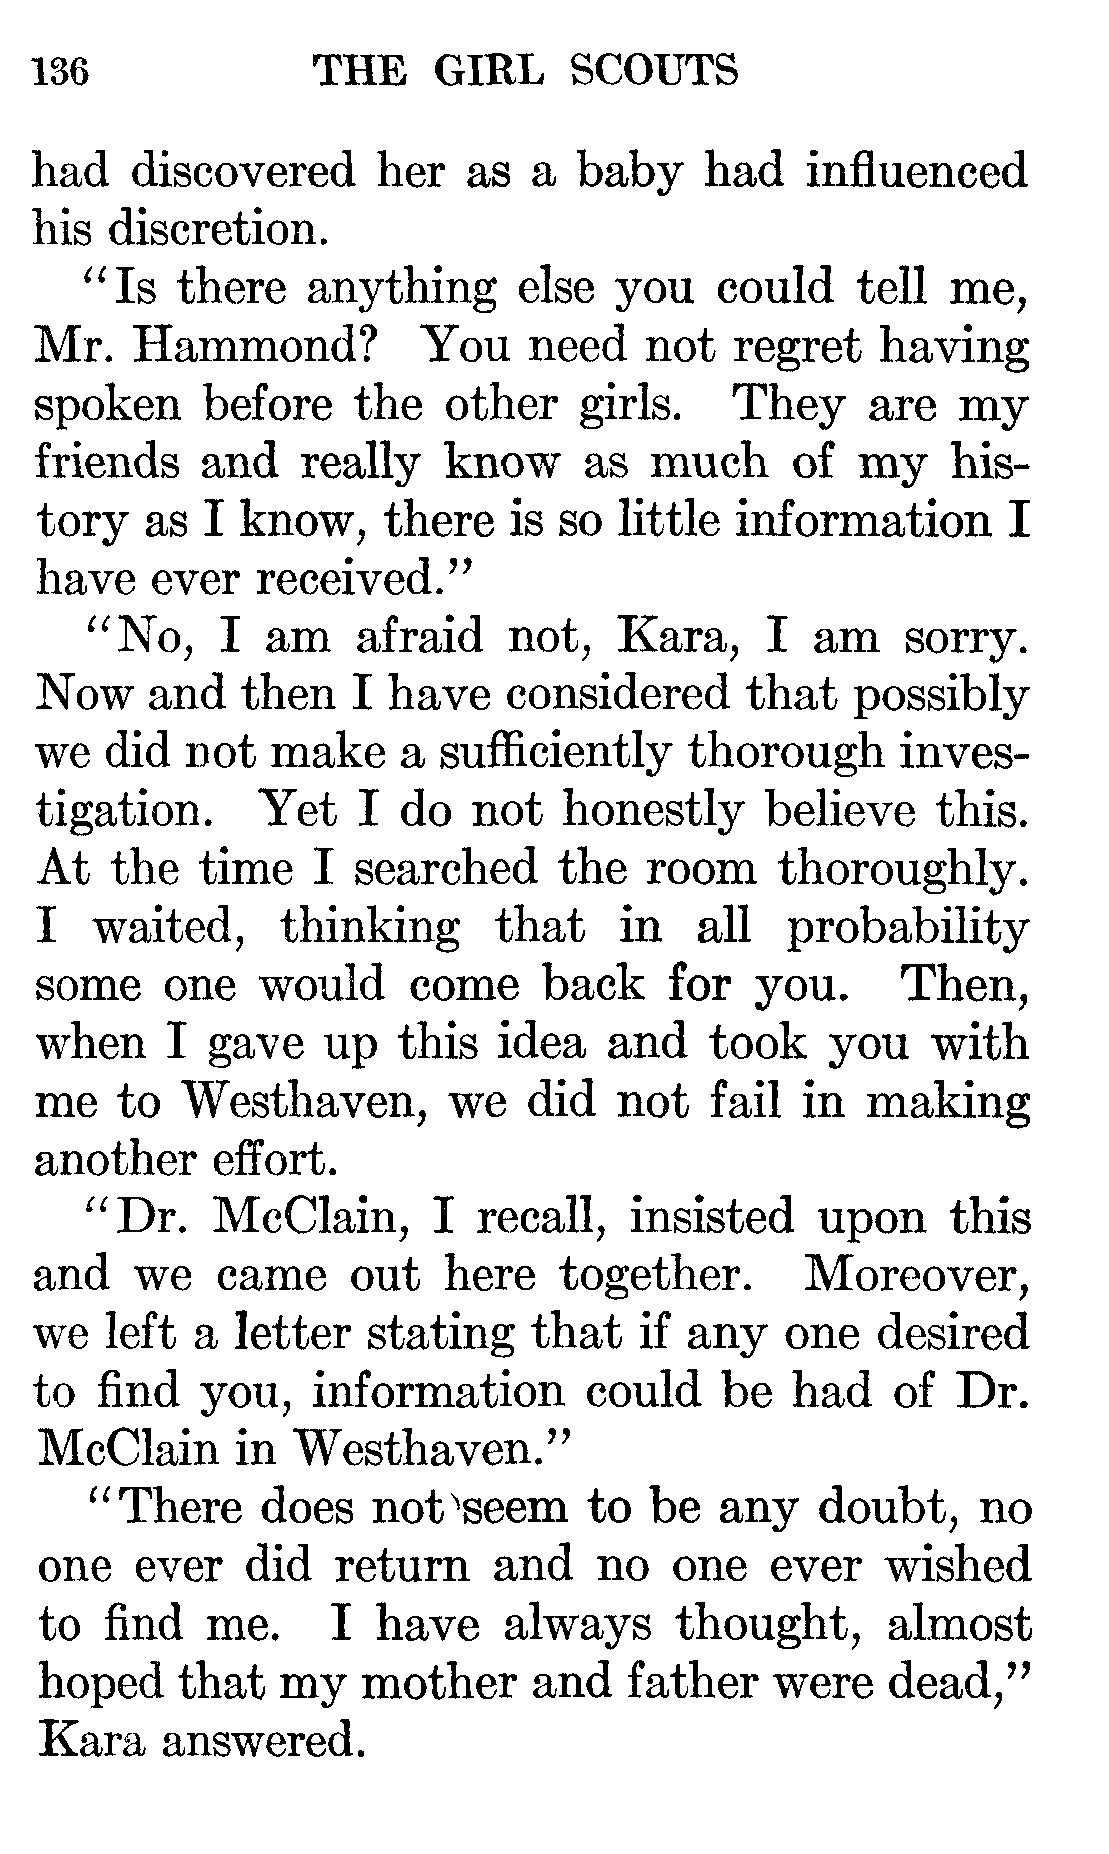 136 THE GIRL SCOUTS
had discovered her as a baby had influenced
his discretion.
"Is there anything else you could tell me,
Mr. Hammond? You need not regret having
spoken before the other girls. They are my
friends and really know as much of my his-
tory as I know, there is so little information I
have ever received."
"No, I am afraid not, Kara, I am sorry.
Now and then I have considered that possibly
we did not make a sufficiently thorough inves-
tigation. Yet I do not honestly believe this.
At the time I searched the room thoroughly.
I waited, thinking that in all probability
some one would come back for you. Then,
when I gave up this idea and took you with
me to Westhaven, we did not fail in making
another effort.
"Dr. McClain, I recall, insisted upon this
and we came out here together. Moreover,
we left a letter stating that if any one desired
to find you, information could be had of Dr.
McClain in Westhaven."
"There does not seem to be any doubt, no
one ever did return and no one ever wished
to find me. I have always thought, almost
hoped that my mother and father were dead,"
Kara answered.